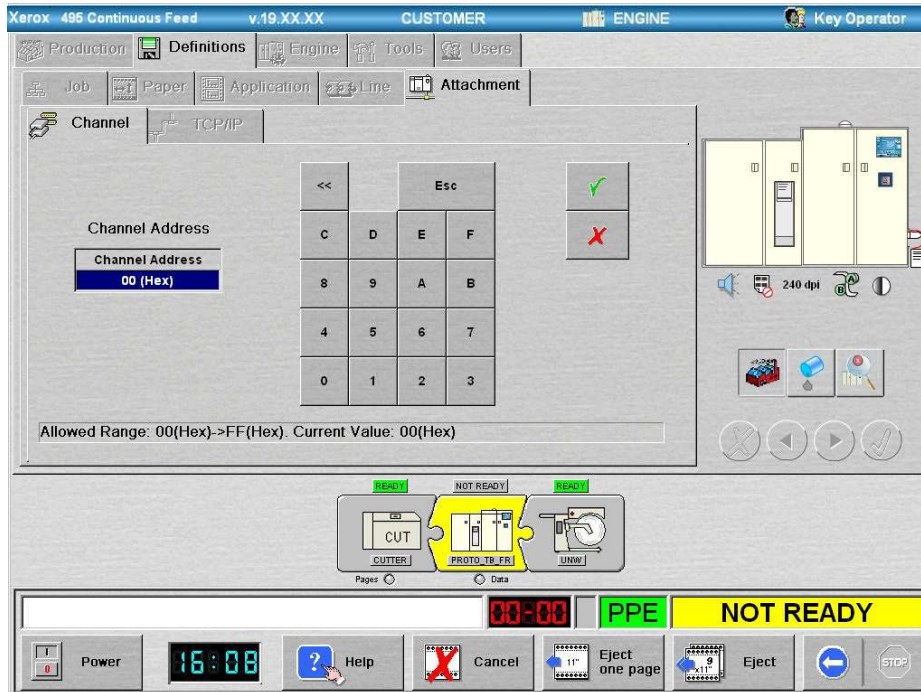 Xerox 495 Continuous Feed v.19.XX.XX CUSTOMER ENGINE Key Operator
Production Definitions Engine Tools Users
Job Paper Application Line Attachment
Channel TCP/IP
<< Esc
Channel Address
C D E F
Channel Address
00 (Hex)
8 9 A B
240 dpi
A
B
4 5 6 7
0 1 2 3
Allowed Range: 00(Hex)->FF(Hex). Current Value: 00(Hex)
READY NOT READY READY
CUT
CUTTER PROTO_TB_FR UNW
Pages Data
00-00 PPE NOT READY
I
0
Power 16:08 ? Help Cancel 11" Eject one page 9 x11" Eject STOP